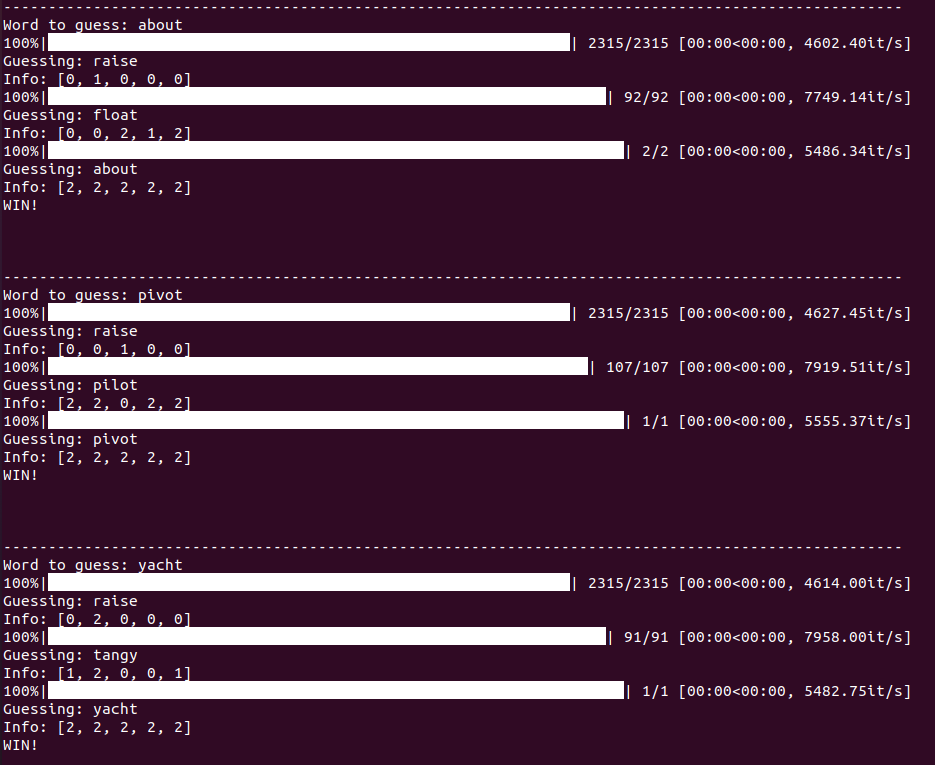 ----------------------------------------------------------------------------------------------------
Word to guess: about
100%|██████████████████████████████████████████████████████████| 2315/2315 [00:00<00:00, 4602.40it/s]
Guessing: raise
Info: [0, 1, 0, 0, 0]
100%|██████████████████████████████████████████████████████████████| 92/92 [00:00<00:00, 7749.14it/s]
Guessing: float
Info: [0, 0, 2, 1, 2]
100%|████████████████████████████████████████████████████████████████| 2/2 [00:00<00:00, 5486.34it/s]
Guessing: about
Info: [2, 2, 2, 2, 2]
WIN!
----------------------------------------------------------------------------------------------------
Word to guess: pivot
100%|██████████████████████████████████████████████████████████| 2315/2315 [00:00<00:00, 4627.45it/s]
Guessing: raise
Info: [0, 0, 1, 0, 0]
100%|████████████████████████████████████████████████████████████| 107/107 [00:00<00:00, 7919.51it/s]
Guessing: pilot
Info: [2, 2, 0, 2, 2]
100%|████████████████████████████████████████████████████████████████| 1/1 [00:00<00:00, 5555.37it/s]
Guessing: pivot
Info: [2, 2, 2, 2, 2]
WIN!
----------------------------------------------------------------------------------------------------
Word to guess: yacht
100%|██████████████████████████████████████████████████████████| 2315/2315 [00:00<00:00, 4614.00it/s]
Guessing: raise
Info: [0, 2, 0, 0, 0]
100%|██████████████████████████████████████████████████████████████| 91/91 [00:00<00:00, 7958.00it/s]
Guessing: tangy
Info: [1, 2, 0, 0, 1]
100%|████████████████████████████████████████████████████████████████| 1/1 [00:00<00:00, 5482.75it/s]
Guessing: yacht
Info: [2, 2, 2, 2, 2]
WIN!